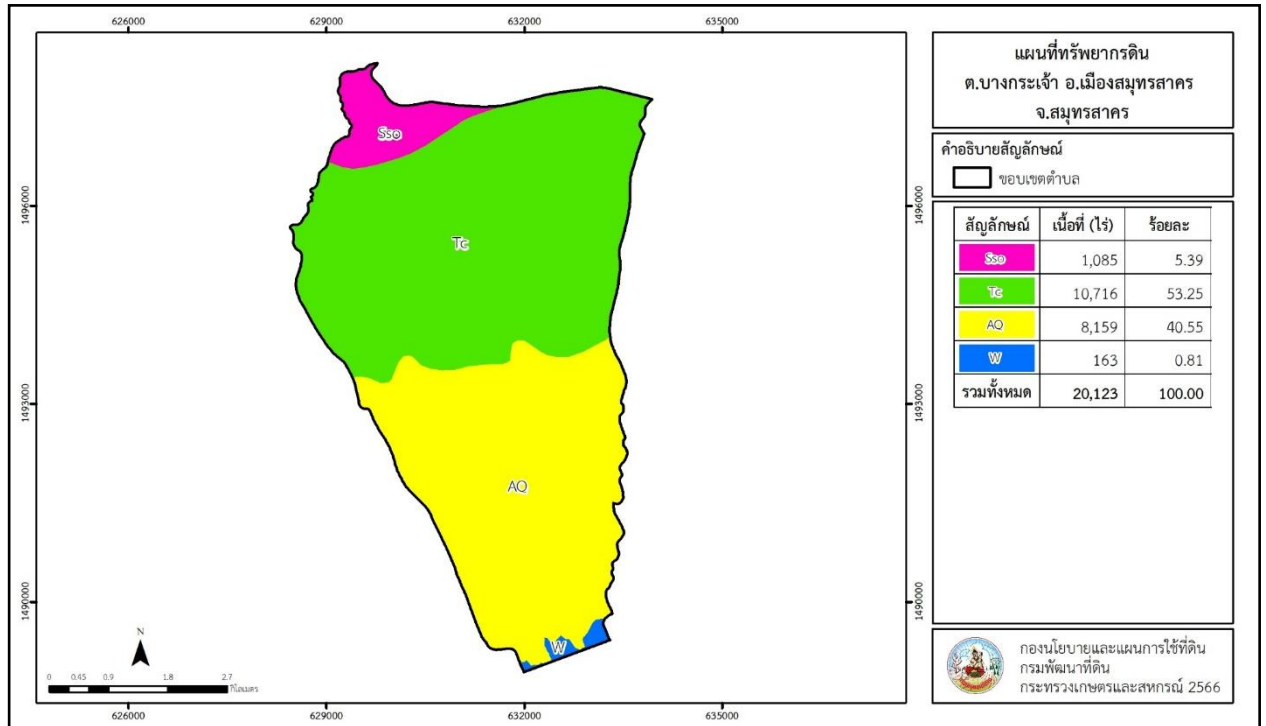 626000 629000 632000 635000
แผนที่ทรัพยากรดิน
ต.บางกระเจ้า อ.เมืองสมุทรสาคร
จ.สมุทรสาคร
คำอธิบายสัญลักษณ์
ขอบเขตตำบล
สัญลักษณ์ เนื้อที่ (ไร่) ร้อยละ
Sso 1,085 5.39
Tc 10,716 53.25
AQ 8,159 40.55
W 163 0.81
รวมทั้งหมด 20,123 100.00
Sso
1496000 1496000
Tc
1493000 1493000
AQ
1490000 1490000
W
N
0 0.45 0.9 1.8 2.7
กิโลเมตร
626000 629000 632000 635000
กองนโยบายและแผนการใช้ที่ดิน
กรมพัฒนาที่ดิน
กระทรวงเกษตรและสหกรณ์ 2566